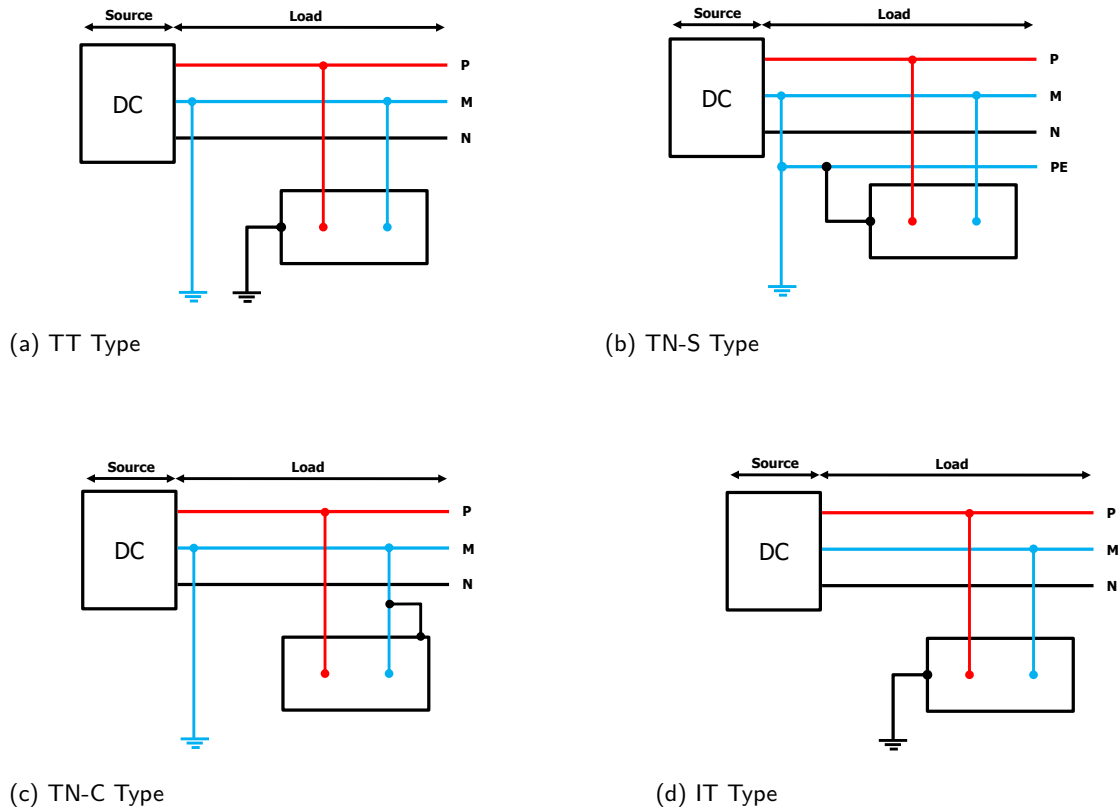 Source Load
P
DC
M
N
(a) TT Type
Source Load
P
DC
M
N
PE
(b) TN-S Type
Source Load
P
DC
M
N
(c) TN-C Type
Source Load
P
DC
M
N
(d) IT Type